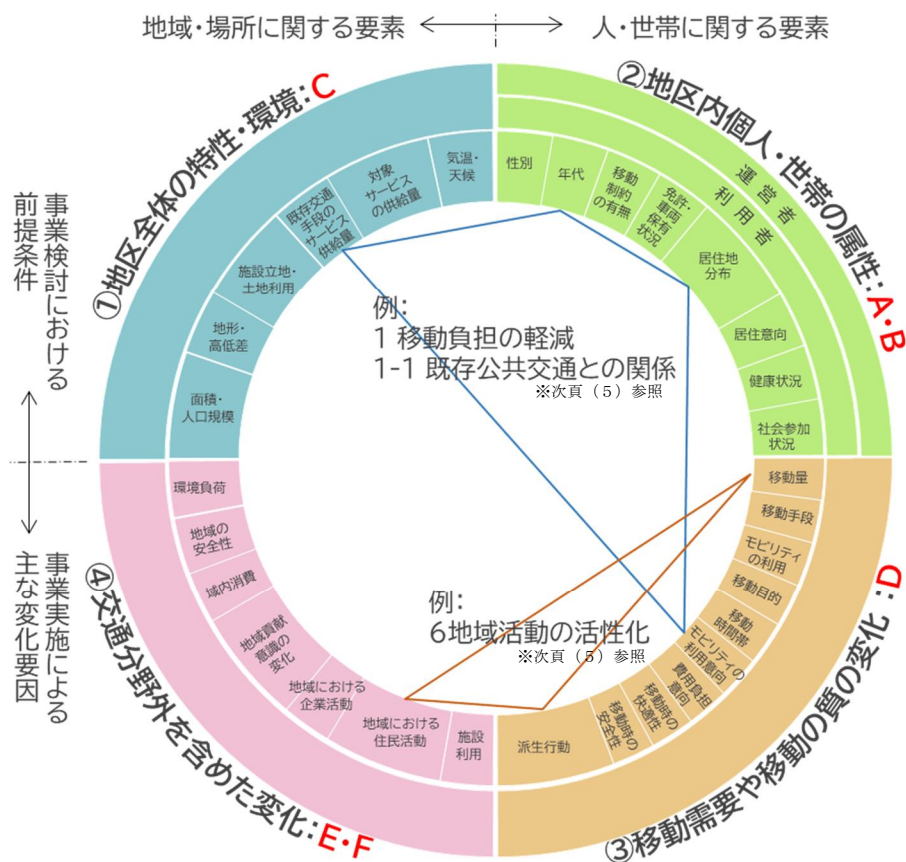 地域・場所に関する要素
人・世帯に関する要素
事業検討における
前提条件
事業実施による
主な変化要因
①地区全体の特性・環境:C
気温・
天候
対象
サービス
の供給量
既存交通
手段の
サービス
供給量
施設立地・
土地利用
地形・
高低差
面積・
人口規模
②地区内個人・世帯の属性:A・B
運営者
利用者
性別
年代
移動
制約
の有無
免許・
車両
保有
状況
居住地
分布
居住意向
健康状況
社会参加
状況
例:
1 移動負担の軽減
1-1 既存公共交通との関係
※次頁(5)参照
③移動需要や移動の質の変化:D
移動量
移動手段
モビリティ
の利用
移動目的
移動
時間帯
モビリティの
利用意向
費用負担
意向
移動時の
快適性
移動時の
安全性
派生行動
例:
6地域活動の活性化
※次頁(5)参照
④交通分野外を含めた変化:E・F
環境負荷
地域の
安全性
域内消費
地域貢献
意識の
変化
地域における
企業活動
地域における
住民活動
施設
利用